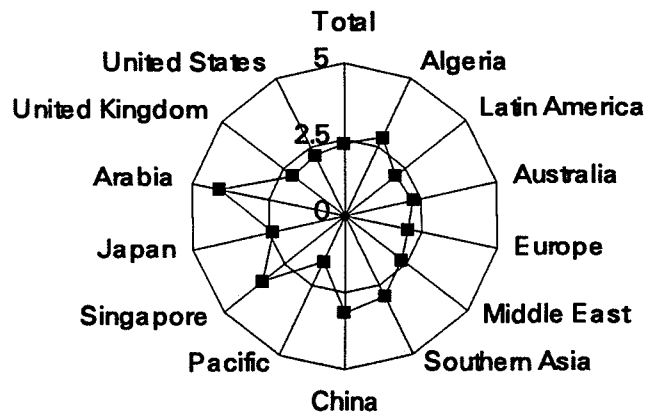 Total
5
United States
Algeria
United Kingdom
2.5
Latin America
Arabia
Australia
0
Japan
Europe
Singapore
Middle East
Pacific
Southern Asia
China